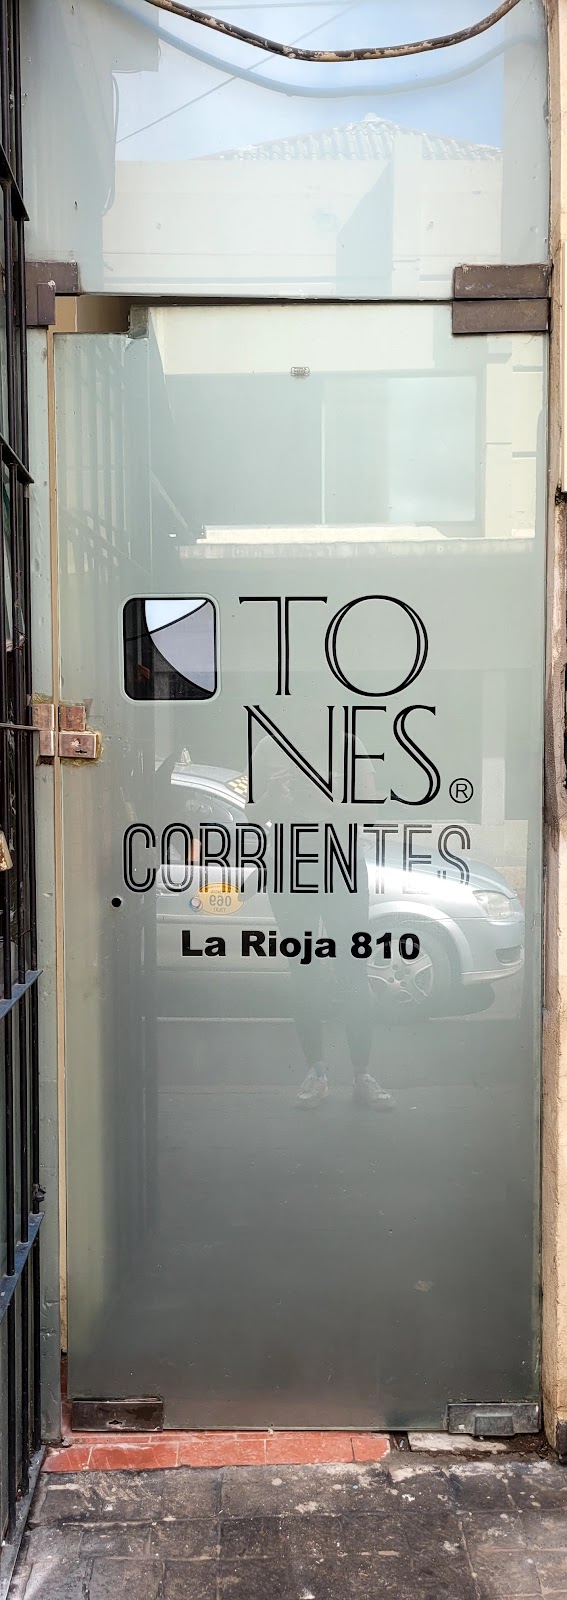 TO
NES®
CORRIENTES
La Rioja 810